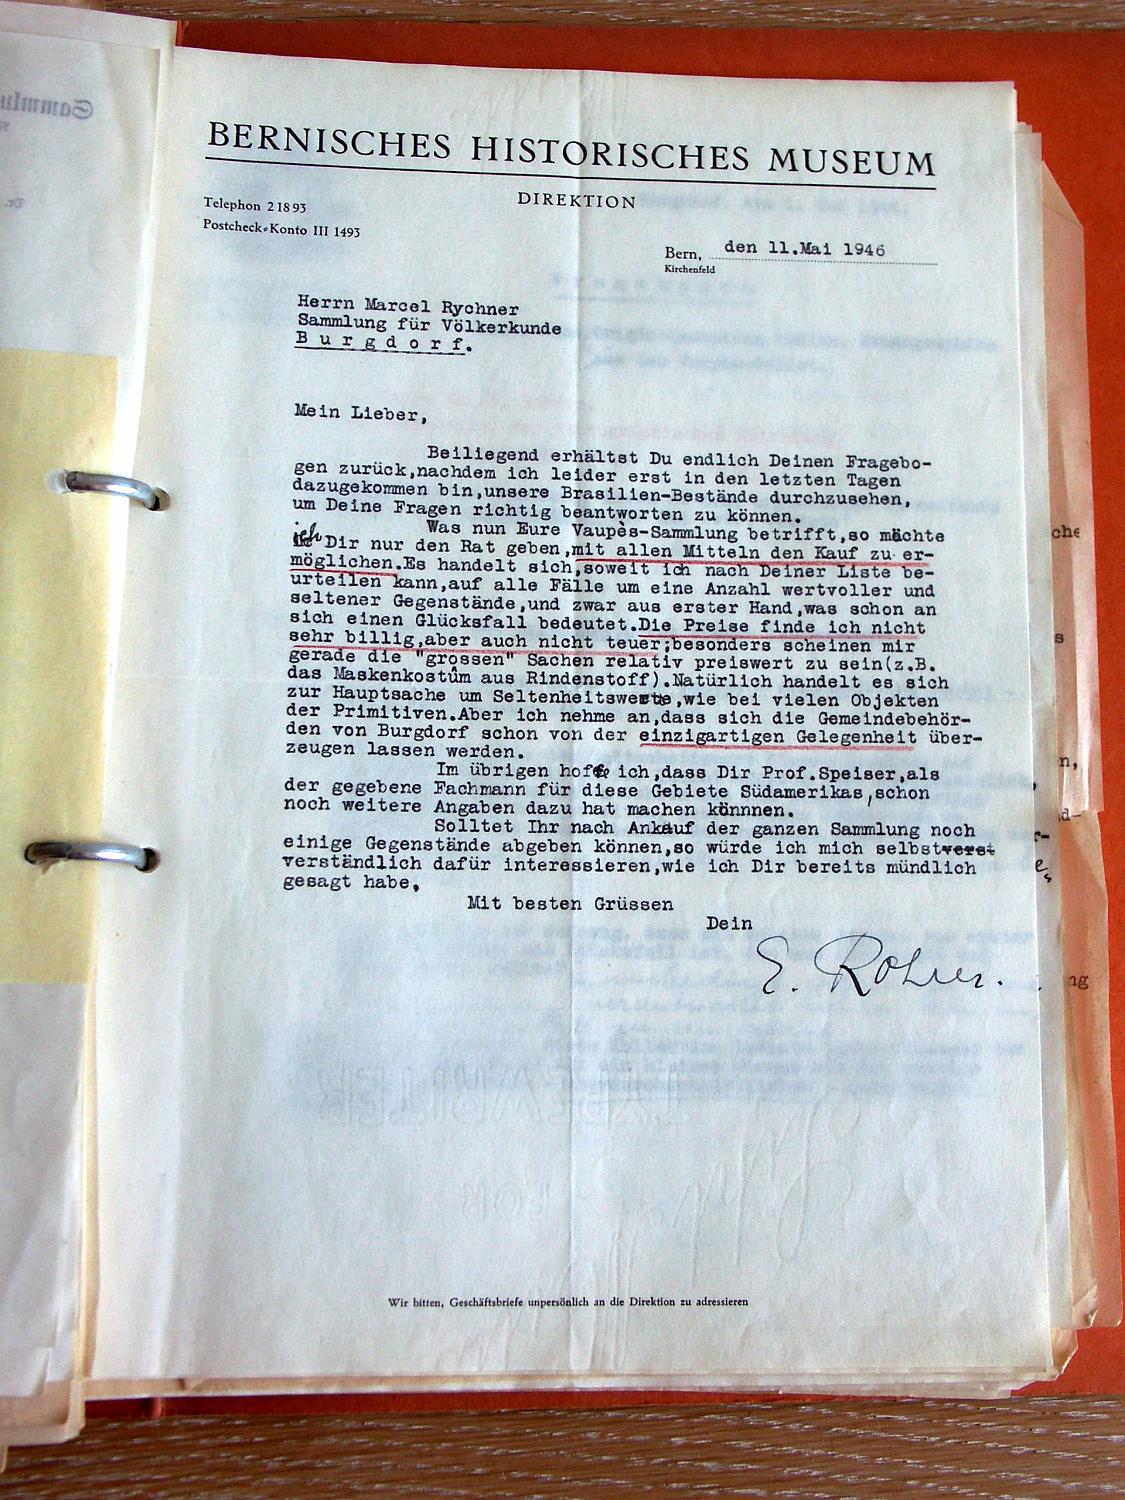 BERNISCHES HISTORISCHES MUSEUM
DIREKTION
Telephon 2 18 93
Postcheck-Konto III 1493
Bern, den 11.Mai 1946
Kirchenfeld
Herrn Marcel Rychner
Sammlung für Völkerkunde
B u r g d o r f.
Mein Lieber,
Beiliegend erhältst Du endlich Deinen Fragebo-
gen zurück,nachdem ich leider erst in den letzten Tagen
dazugekommen bin,unsere Brasilien-Bestände durchzusehen,
um Deine Fragen richtig beantworten zu können.
Was nun Eure Vaupès-Sammlung betrifft,so möchte
ich Dir nur den Rat geben,mit allen Mitteln den Kauf zu er-
möglichen.Es handelt sich,soweit ich nach Deiner Liste be-
urteilen kann,auf alle Fälle um eine Anzahl wertvoller und
seltener Gegenstände,und zwar aus erster Hand,was schon an
sich einen Glücksfall bedeutet.Die Preise finde ich nicht
sehr billig,aber auch nicht teuer;besonders scheinen mir
gerade die "grossen" Sachen relativ preiswert zu sein(z.B.
das Maskenkostüm aus Rindenstoff).Natürlich handelt es sich
zur Hauptsache um Seltenheitswerte,wie bei vielen Objekten
der Primitiven.Aber ich nehme an,dass sich die Gemeindebehör-
den von Burgdorf schon von der einzigartigen Gelegenheit über-
zeugen lassen werden.
Im übrigen hoffe ich,dass Dir Prof.Speiser,als
der gegebene Fachmann für diese Gebiete Südamerikas,schon
noch weitere Angaben dazu hat machen könnnen.
Solltet Ihr nach Ankauf der ganzen Sammlung noch
einige Gegenstände abgeben können,so würde ich mich selbstverst
verständlich dafür interessieren,wie ich Dir bereits mündlich
gesagt habe,
Mit besten Grüssen
Dein
E. Rohrer.
Wir bitten, Geschäftsbriefe unpersönlich an die Direktion zu adressieren